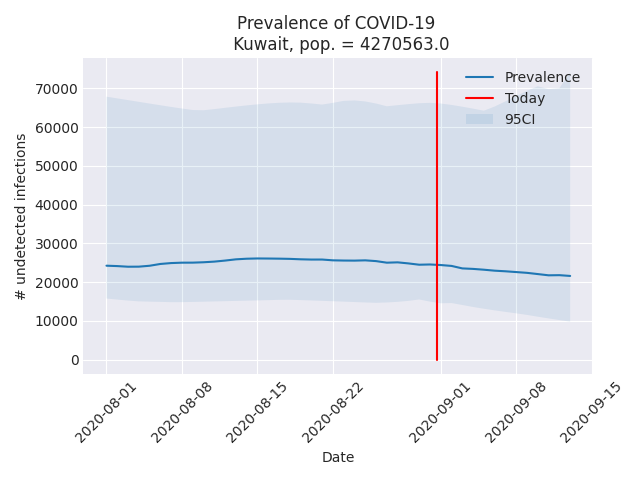 Prevalence of COVID-19
Kuwait, pop. = 4270563.0
Prevalence
Today
95CI
70000
60000
50000
40000
30000
20000
10000
0
# undetected infections
2020-08-01
2020-08-08
2020-08-15
2020-08-22
2020-09-01
2020-09-08
2020-09-15
Date